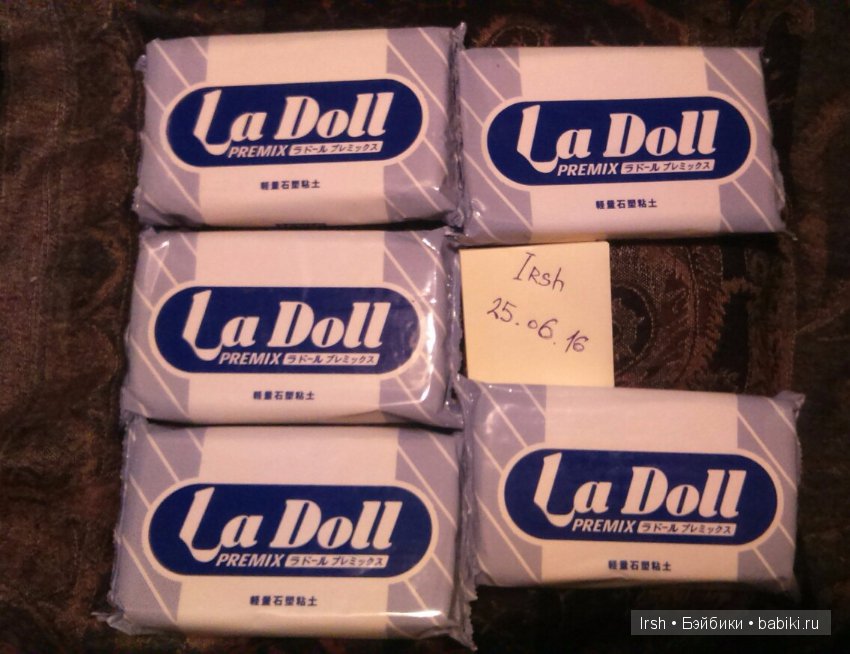 La Doll
PREMIX ラドール プレミックス
軽量石塑粘土
La Doll
PREMIX ラドール プレミックス
軽量石塑粘土
Irsh
25.06.16
La Doll
PREMIX ラドール プレミックス
軽量石塑粘土
La Doll
PREMIX ラドール プレミックス
軽量石塑粘土
La Doll
PREMIX ラドール プレミックス
軽量石塑粘土
Irsh • Бэйбики • babiki.ru